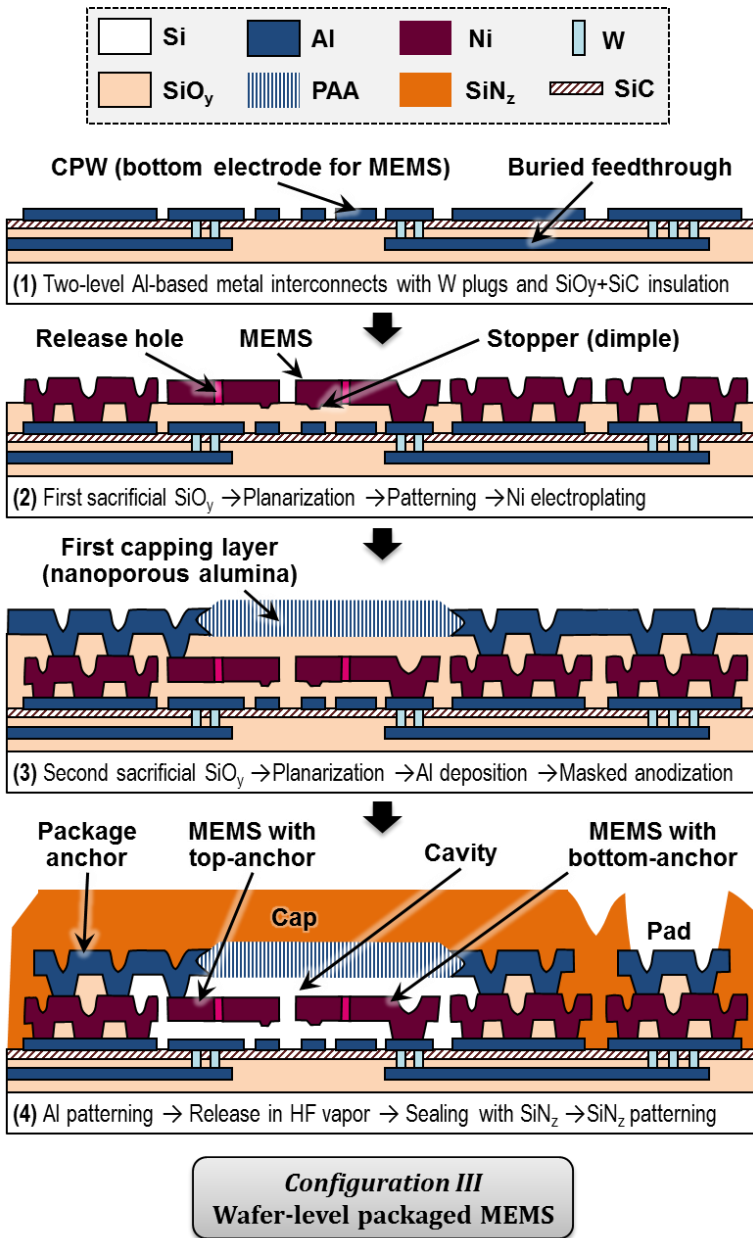 Si Al Ni W
SiOy PAA SiNz SiC
CPW (bottom electrode for MEMS) Buried feedthrough
(1) Two-level Al-based metal interconnects with W plugs and SiOy+SiC insulation
Release hole MEMS Stopper (dimple)
(2) First sacrificial SiOy →Planarization →Patterning →Ni electroplating
First capping layer
(nanoporous alumina)
(3) Second sacrificial SiOy →Planarization →Al deposition →Masked anodization
Package
anchor
MEMS with
top-anchor
Cavity
MEMS with
bottom-anchor
Cap
Pad
(4) Al patterning → Release in HF vapor → Sealing with SiNz →SiNz patterning
Configuration III
Wafer-level packaged MEMS